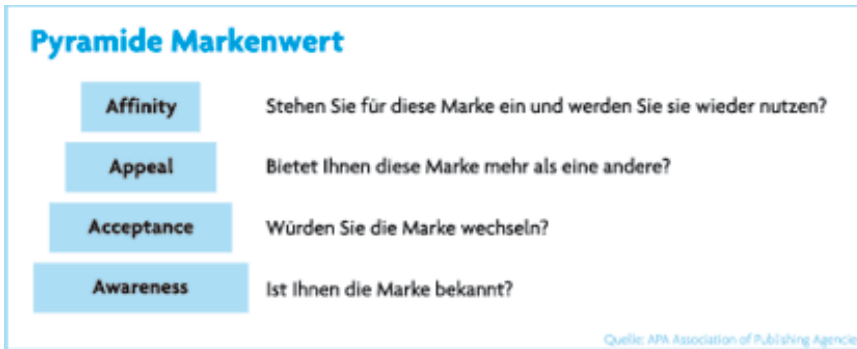 Pyramide Markenwert
Affinity Stehen Sie für diese Marke ein und werden Sie sie wieder nutzen?
Appeal Bietet Ihnen diese Marke mehr als eine andere?
Acceptance Würden Sie die Marke wechseln?
Awareness Ist Ihnen die Marke bekannt?
Quelle: APA Association of Publishing Agencie